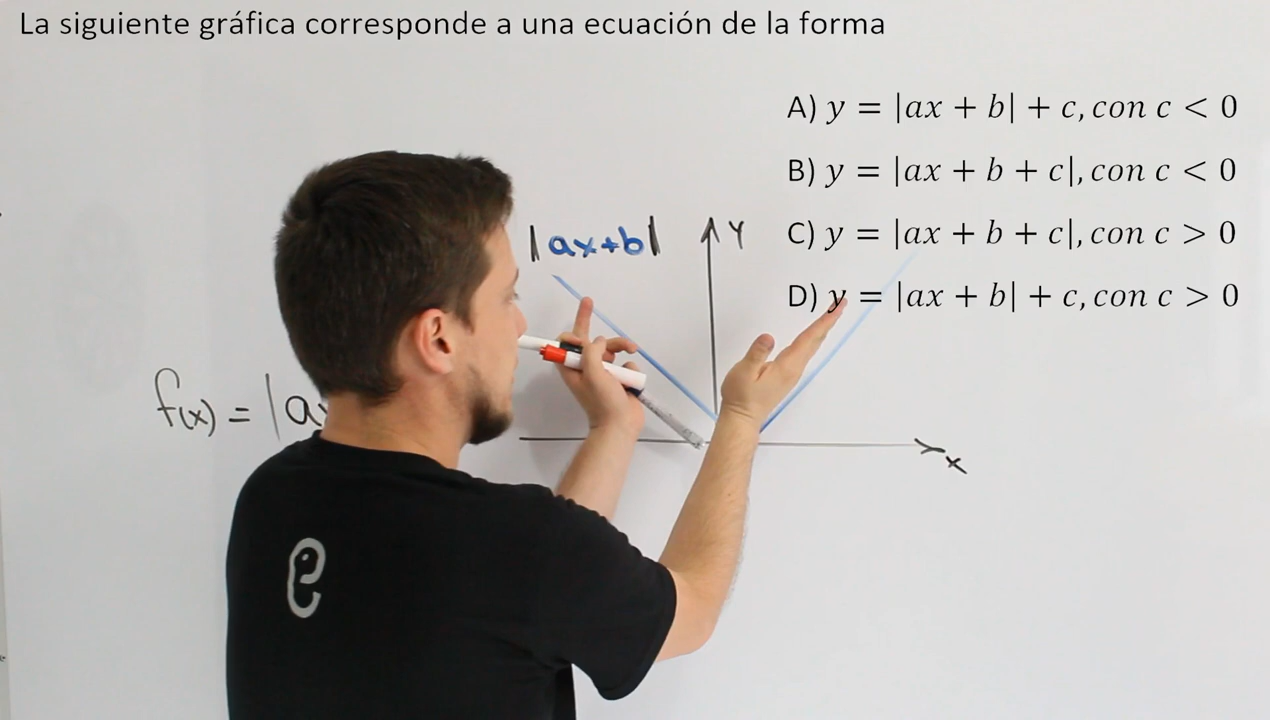 La siguiente gráfica corresponde a una ecuación de la forma
A) y = |ax + b| + c, con c < 0
B) y = |ax + b + c|, con c < 0
C) y = |ax + b + c|, con c > 0
D) y = |ax + b| + c, con c > 0
|ax+b|
Y
f(x) = |a
x
e